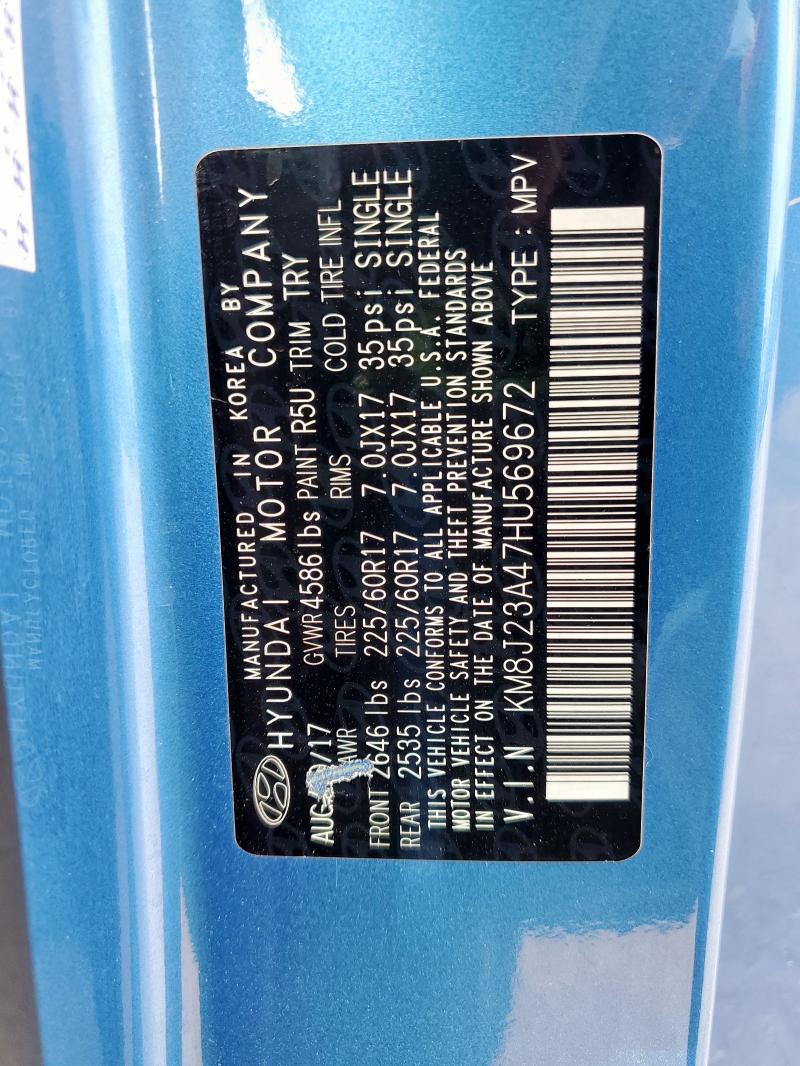 MANUFACTURED IN KOREA BY
HYUNDAI MOTOR COMPANY
AUG /17 GVWR 4586 lbs PAINT R5U TRIM TRY
AWR TIRES RIMS COLD TIRE INFL
FRONT 2646 lbs 225/60R17 7.0JX17 35psi SINGLE
REAR 2535 lbs 225/60R17 7.0JX17 35psi SINGLE
THIS VEHICLE CONFORMS TO ALL APPLICABLE U.S.A. FEDERAL
MOTOR VEHICLE SAFETY AND THEFT PREVENTION STANDARDS
IN EFFECT ON THE DATE OF MANUFACTURE SHOWN ABOVE
V.I.N KM8J23A47HU569672 TYPE : MPV